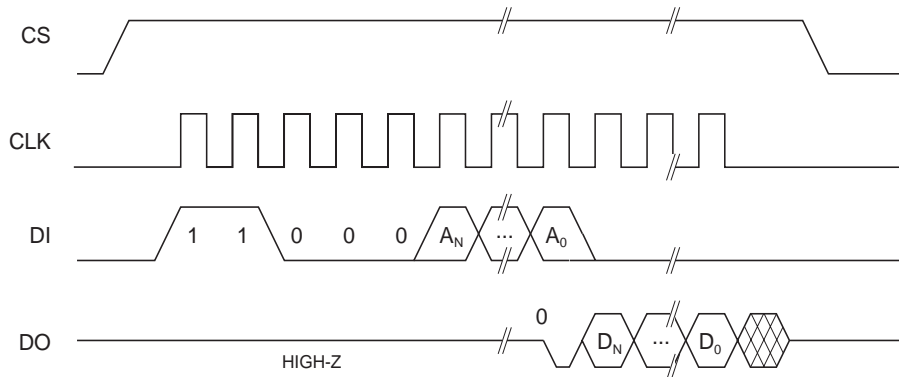 CS
CLK
DI 1 1 0 0 0 A_N ... A_0
0
DO D_N ... D_0
HIGH-Z